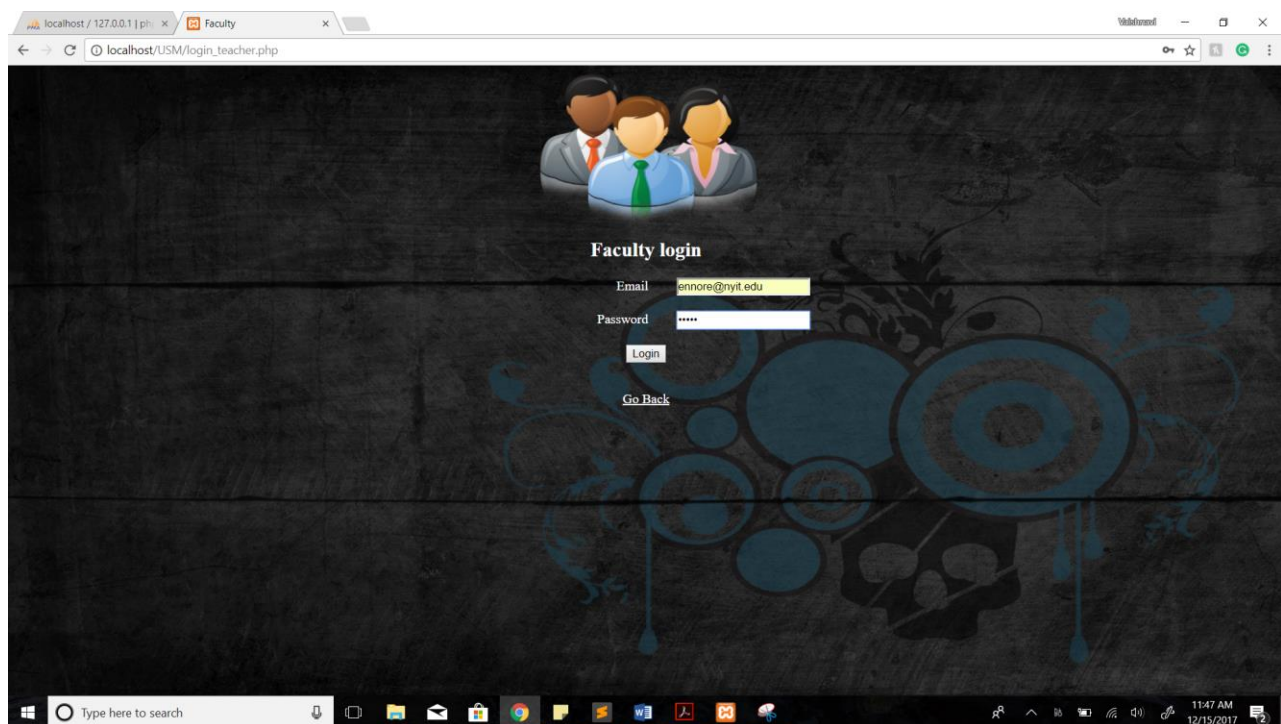 localhost / 127.0.0.1 | ph
Faculty
localhost/USM/login_teacher.php
Faculty login
Email ennore@nyit.edu
Password •••••
Login
Go Back
Type here to search
11:47 AM
12/15/2017